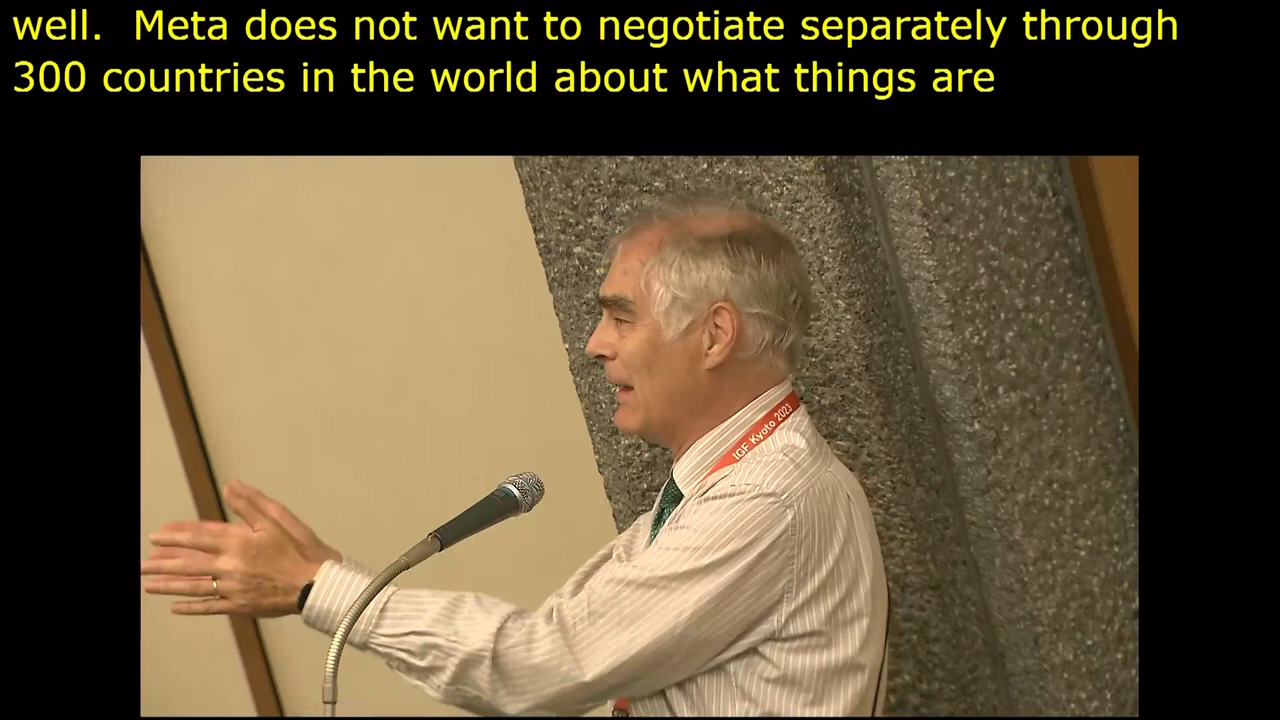 well.  Meta does not want to negotiate separately through
300 countries in the world about what things are
IGF Kyoto 2023